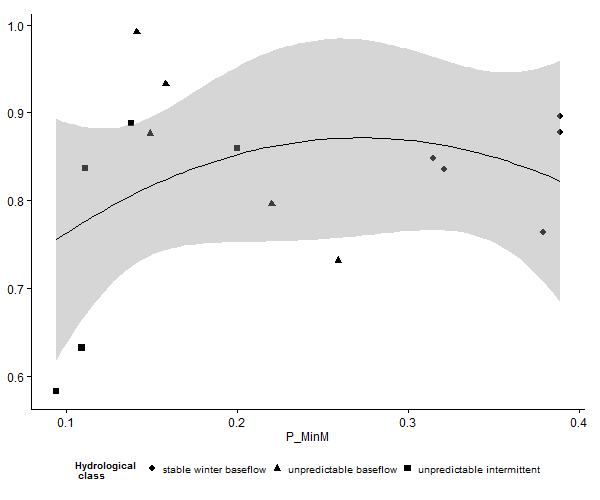 1.0
0.9
0.8
0.7
0.6
0.1 0.2 0.3 0.4
P_MinM
Hydrological class stable winter baseflow unpredictable baseflow unpredictable intermittent